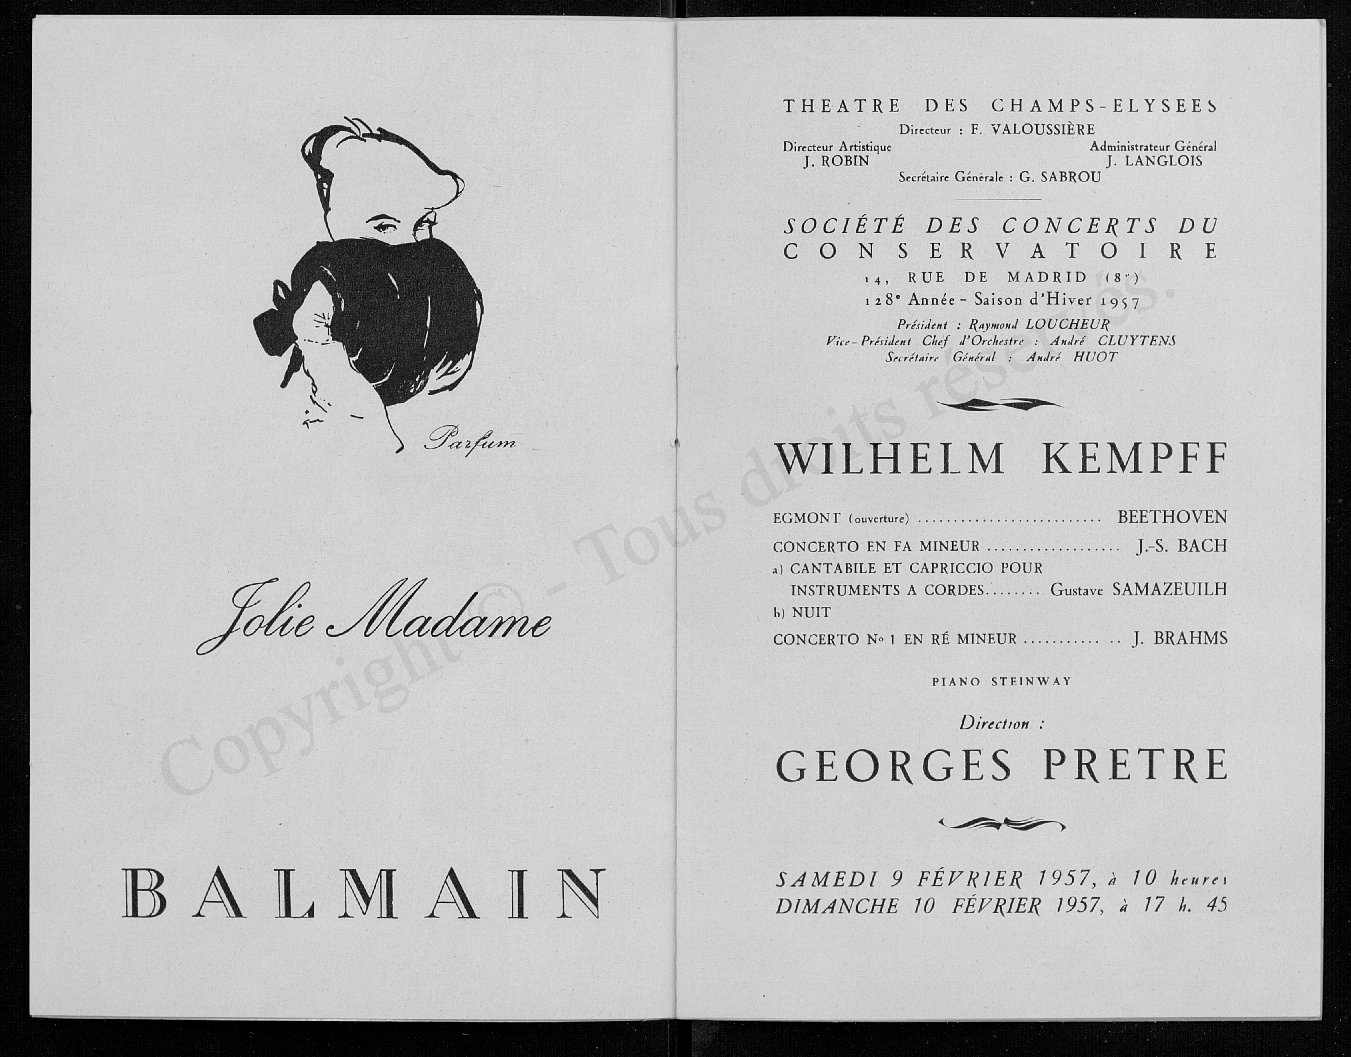 Parfum
Jolie Madame
BALMAIN
THEATRE DES CHAMPS-ELYSEES
Directeur : F. VALOUSSIÈRE
Directeur Artistique Administrateur Général
J. ROBIN J. LANGLOIS
Secrétaire Générale : G. SABROU
SOCIÉTÉ DES CONCERTS DU
CONSERVATOIRE
14, RUE DE MADRID (8e)
128e Année - Saison d'Hiver 1957
Président : Raymond LOUCHEUR
Vice-Président Chef d'Orchestre : André CLUYTENS
Secrétaire Général : André HUOT
WILHELM KEMPFF
EGMONT (ouverture) .......................... BEETHOVEN
CONCERTO EN FA MINEUR ................... J.-S. BACH
a) CANTABILE ET CAPRICCIO POUR
INSTRUMENTS A CORDES........ Gustave SAMAZEUILH
b) NUIT
CONCERTO No 1 EN RÉ MINEUR ........... .. J. BRAHMS
PIANO STEINWAY
Direction :
GEORGES PRETRE
SAMEDI 9 FÉVRIER 1957, à 10 heures
DIMANCHE 10 FÉVRIER 1957, à 17 h. 45
Copyright © - Tous droits réservés.